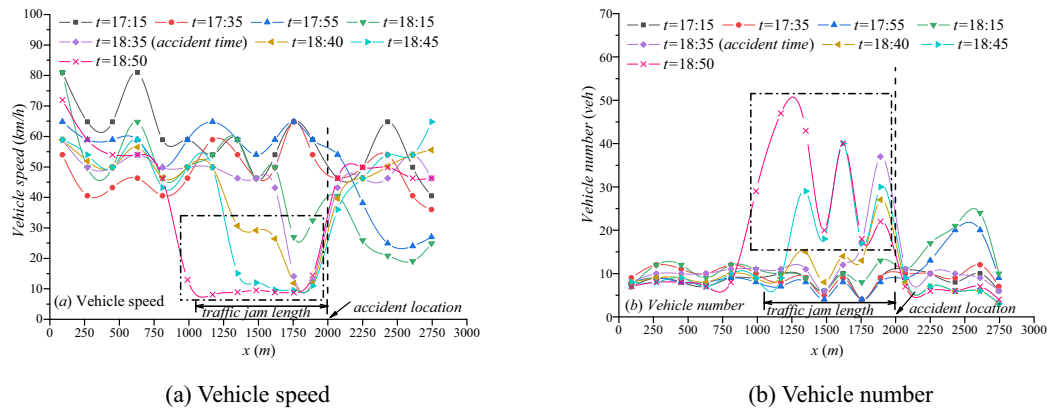 t=17:15 t=17:35 t=17:55 t=18:15
t=18:35 (accident time) t=18:40 t=18:45
t=18:50
Vehicle speed (km/h)
100
90
80
70
60
50
40
30
20
10
0
(a) Vehicle speed
traffic jam length
accident location
0 250 500 750 1000 1250 1500 1750 2000 2250 2500 2750 3000
x (m)
(a) Vehicle speed
t=17:15 t=17:35 t=17:55 t=18:15
t=18:35 (accident time) t=18:40 t=18:45
t=18:50
Vehicle number (veh)
70
60
50
40
30
20
10
0
(b) Vehicle number
traffic jam length
accident location
0 250 500 750 1000 1250 1500 1750 2000 2250 2500 2750 3000
x (m)
(b) Vehicle number